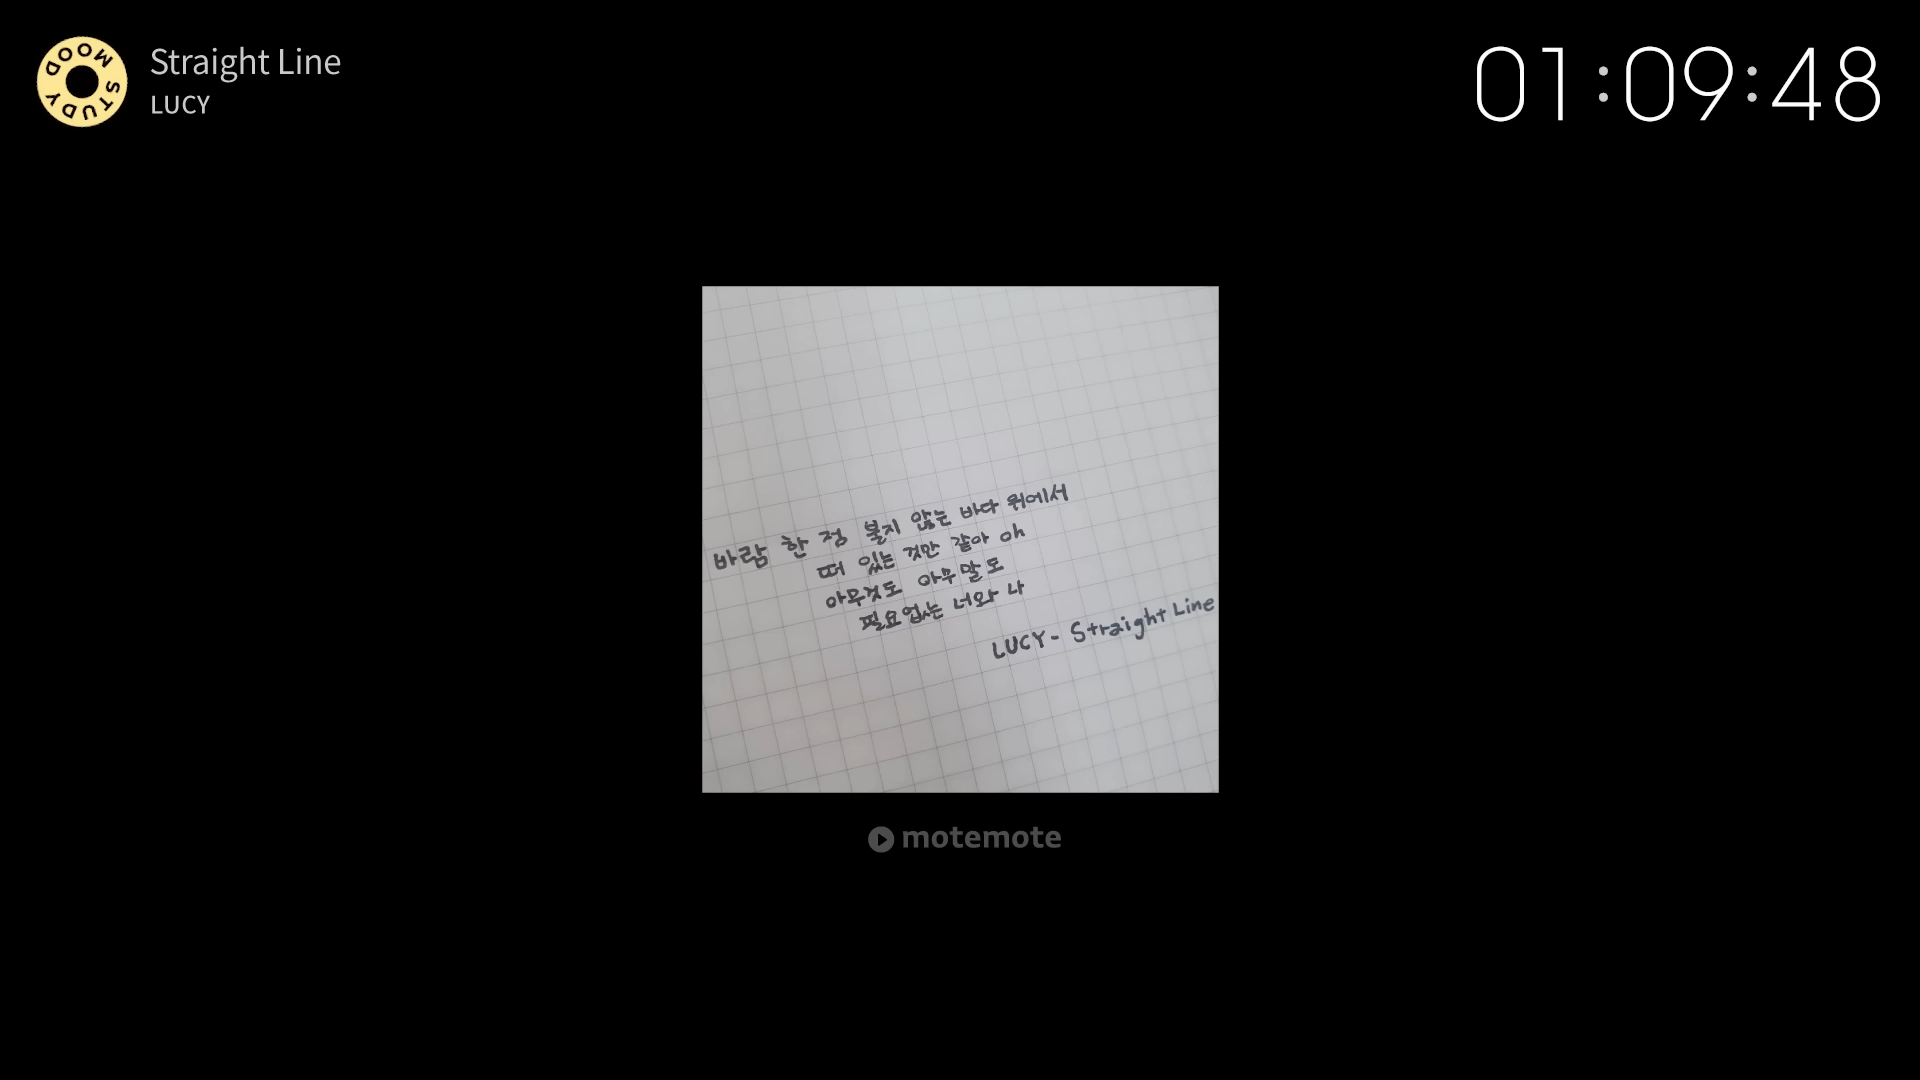 MOOD STUDY
Straight Line
LUCY
01:09:48
바람 한 점 불지 않는 바다 위에서
떠 있는 것만 같아 oh
아무것도 아무 말도
필요없는 너와 나
LUCY - Straight Line
motemote